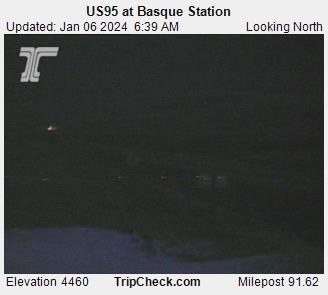 US95 at Basque Station
Updated: Jan 06 2024 6:39 AM Looking North
Elevation 4460 TripCheck.com Milepost 91.62